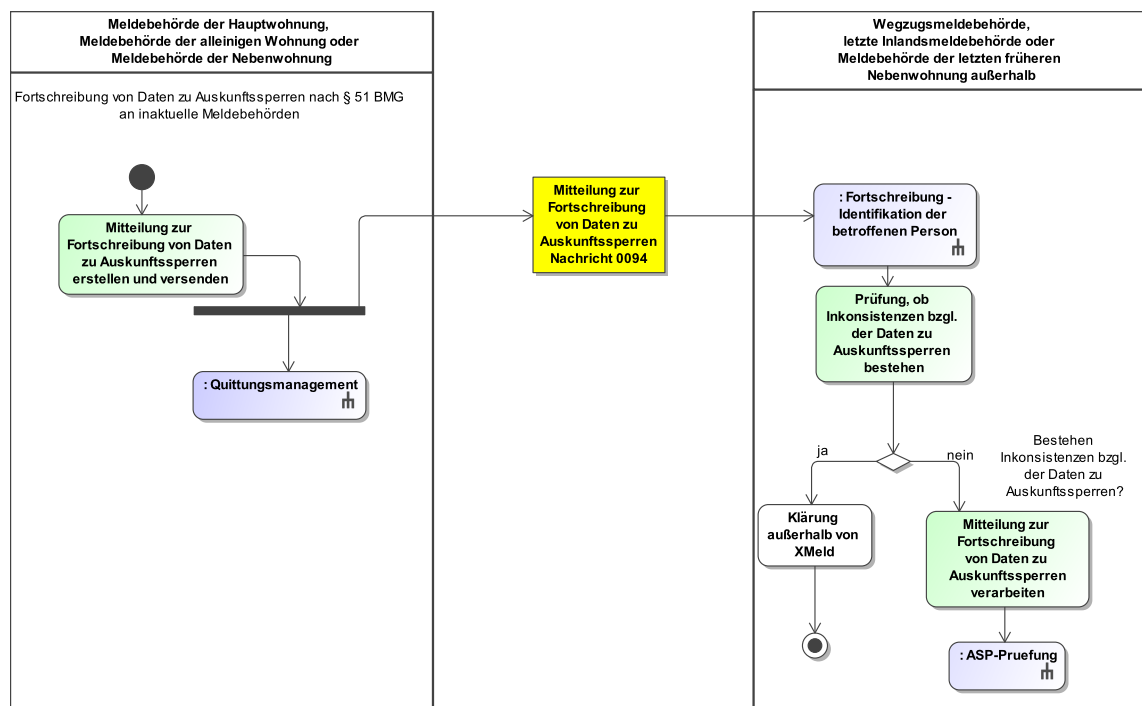 Meldebehörde der Hauptwohnung,
Meldebehörde der alleinigen Wohnung oder
Meldebehörde der Nebenwohnung
Fortschreibung von Daten zu Auskunftssperren nach § 51 BMG
an inaktuelle Meldebehörden
Mitteilung zur
Fortschreibung von Daten
zu Auskunftssperren
erstellen und versenden
: Quittungsmanagement
Mitteilung zur
Fortschreibung
von Daten zu
Auskunftssperren
Nachricht 0094
Wegzugsmeldebehörde,
letzte Inlandsmeldebehörde oder
Meldebehörde der letzten früheren
Nebenwohnung außerhalb
: Fortschreibung -
Identifikation der
betroffenen Person
Prüfung, ob
Inkonsistenzen bzgl.
der Daten zu
Auskunftssperren
bestehen
ja
nein
Bestehen
Inkonsistenzen bzgl.
der Daten zu
Auskunftssperren?
Klärung
außerhalb von
XMeld
Mitteilung zur
Fortschreibung
von Daten zu
Auskunftssperren
verarbeiten
: ASP-Pruefung